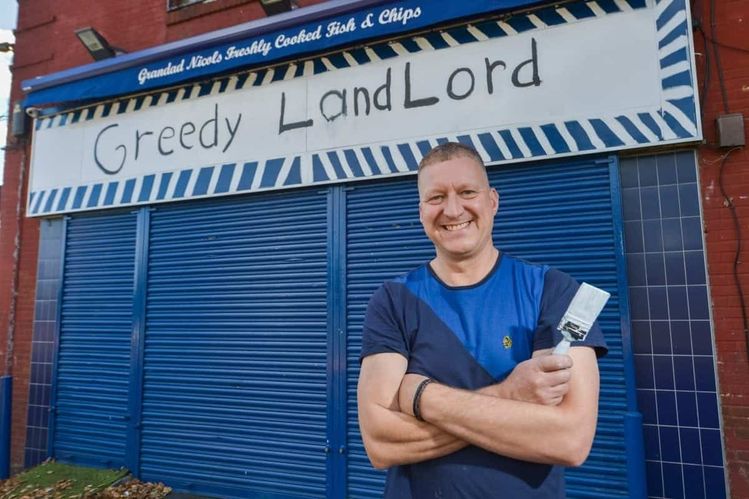 Grandad Nicols Freshly Cooked Fish & Chips
Greedy LandLord